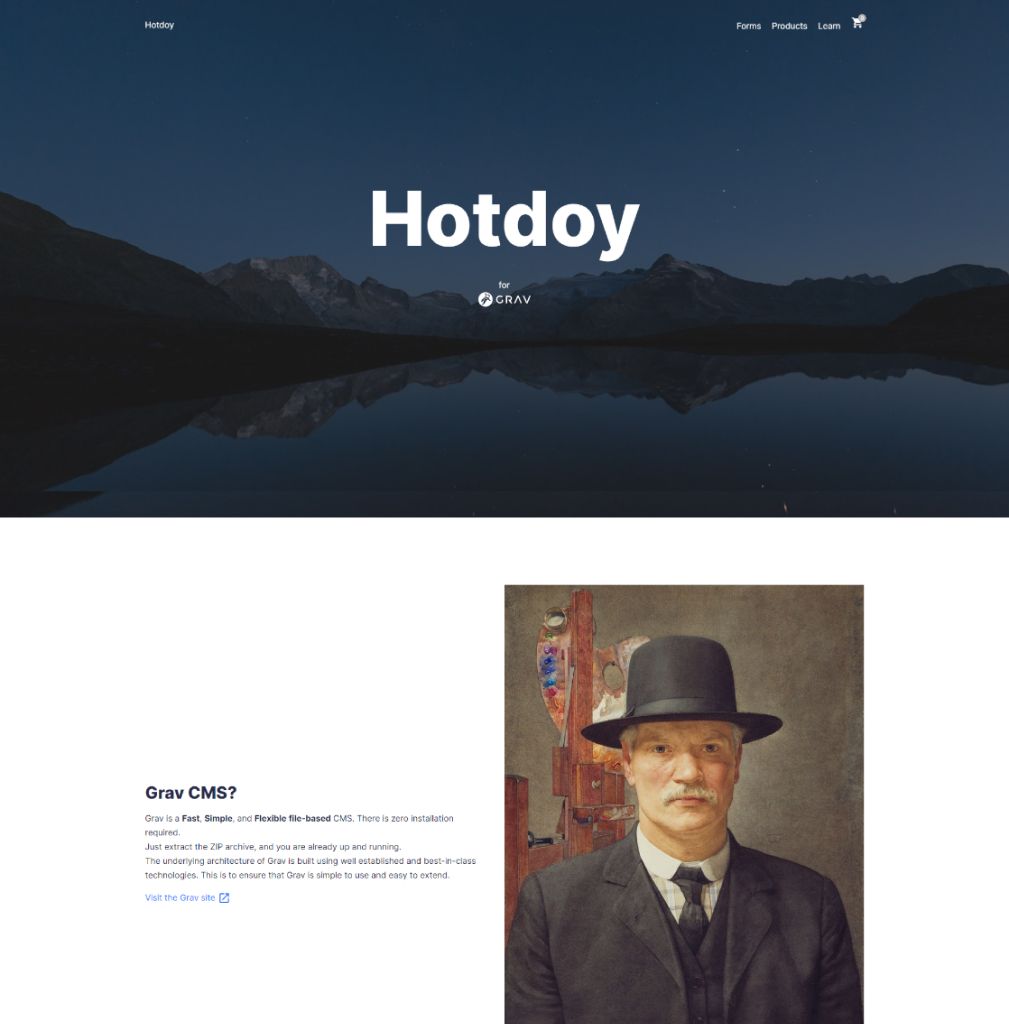 Hotdoy
Forms Products Learn
0
Hotdoy
for
GRAV
Grav CMS?
Grav is a Fast, Simple, and Flexible file-based CMS. There is zero installation
required.
Just extract the ZIP archive, and you are already up and running.
The underlying architecture of Grav is built using well established and best-in-class
technologies. This is to ensure that Grav is simple to use and easy to extend.
Visit the Grav site